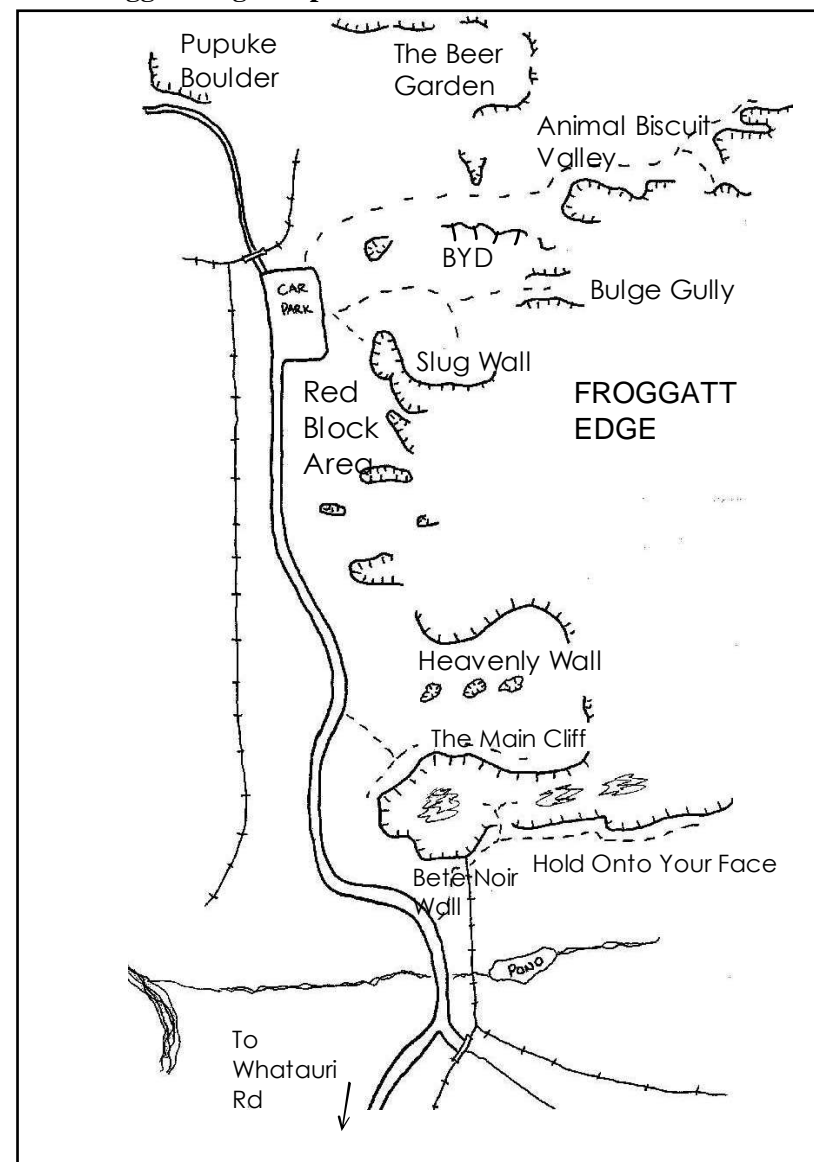 Pupuke
Boulder
The Beer
Garden
Animal Biscuit
Valley
BYD
CAR
PARK
Bulge Gully
Slug Wall
Red
Block
Area
FROGGATT
EDGE
Heavenly Wall
The Main Cliff
Hold Onto Your Face
Bete Noir
Wall
POND
To
Whatauri
Rd